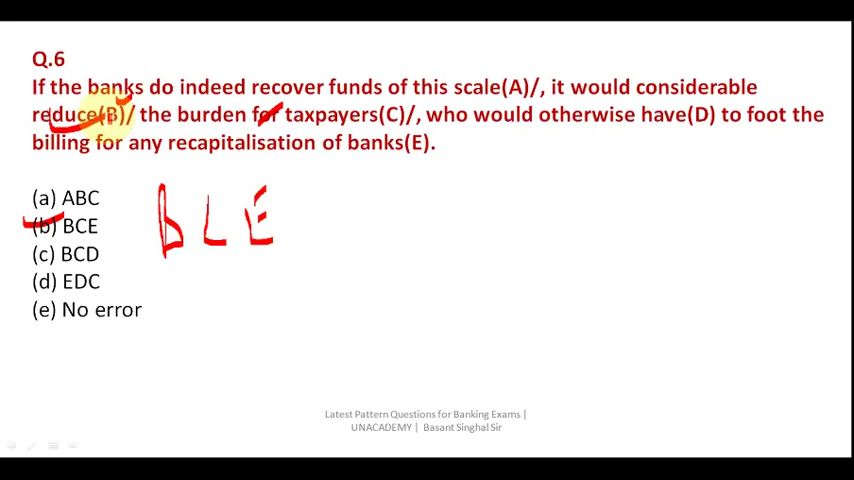 Q.6
If the banks do indeed recover funds of this scale(A)/, it would considerable
reduce(B)/ the burden for taxpayers(C)/, who would otherwise have(D) to foot the
billing for any recapitalisation of banks(E).
(a) ABC
(b) BCE
(c) BCD
(d) EDC
(e) No error
B C E
Latest Pattern Questions for Banking Exams |
UNACADEMY | Basant Singhal Sir